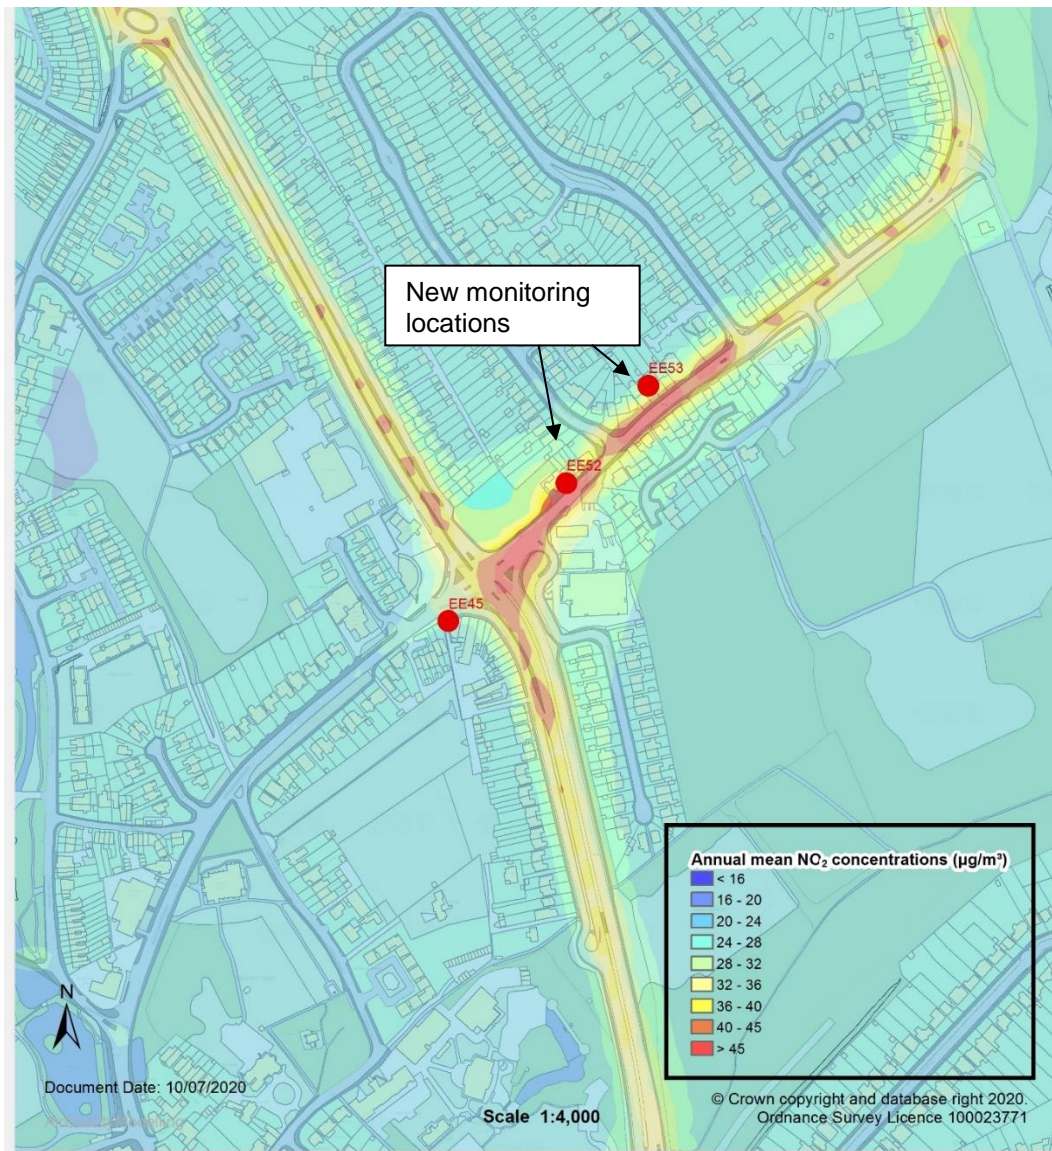 New monitoring
locations
EE53
EE52
EE45
Annual mean NO₂ concentrations (µg/m³)
< 16
16 - 20
20 - 24
24 - 28
28 - 32
32 - 36
36 - 40
40 - 45
> 45
N
Document Date: 10/07/2020
Scale 1:4,000
© Crown copyright and database right 2020.
Ordnance Survey Licence 100023771